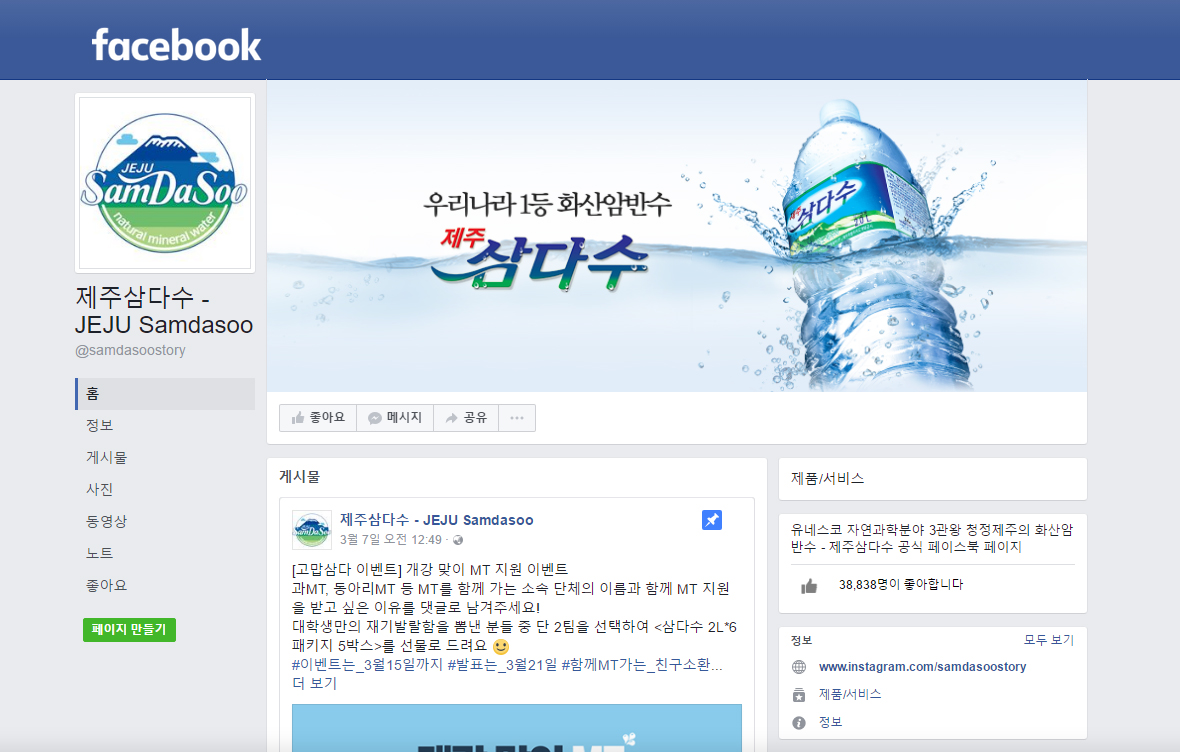 facebook
JEJU
SamDaSoo
natural mineral water
제주삼다수 -
JEJU Samdasoo
@samdasoostory
홈
정보
게시물
사진
동영상
노트
좋아요
페이지 만들기
우리나라 1등 화산암반수
제주
삼다수
제주
삼다수
2.0L
좋아요
메시지
공유
게시물
제주삼다수 - JEJU Samdasoo
3월 7일 오전 12:49 ·
[고맙삼다 이벤트] 개강 맞이 MT 지원 이벤트
과MT, 동아리MT 등 MT를 함께 가는 소속 단체의 이름과 함께 MT 지원
을 받고 싶은 이유를 댓글로 남겨주세요!
대학생만의 재기발랄함을 뽐낸 분들 중 단 2팀을 선택하여 <삼다수 2L*6
패키지 5박스>를 선물로 드려요
#이벤트는_3월15일까지 #발표는_3월21일 #함께MT가는_친구소환...
더 보기
개강 맞이 MT
제품/서비스
유네스코 자연과학분야 3관왕 청정제주의 화산암
반수 - 제주삼다수 공식 페이스북 페이지
38,838명이 좋아합니다
정보
모두 보기
www.instagram.com/samdasoostory
제품/서비스
정보